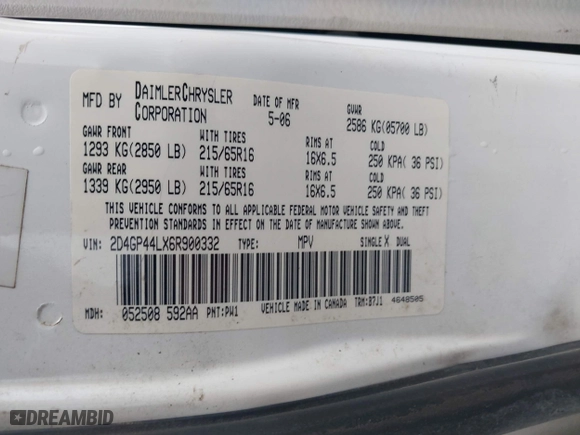 MFD BY DAIMLERCHRYSLER CORPORATION DATE OF MFR 5-06 GVWR 2586 KG(05700 LB)
GAWR FRONT WITH TIRES RIMS AT COLD
1293 KG(2850 LB) 215/65R16 16X6.5 250 KPA( 36 PSI)
GAWR REAR WITH TIRES RIMS AT COLD
1339 KG(2950 LB) 215/65R16 16X6.5 250 KPA( 36 PSI)
THIS VEHICLE CONFORMS TO ALL APPLICABLE FEDERAL MOTOR VEHICLE SAFETY AND THEFT
PREVENTION STANDARDS IN EFFECT ON THE DATE OF MANUFACTURE SHOWN ABOVE.
VIN: 2D4GP44LX6R900332 TYPE: MPV SINGLE X DUAL
MDH: 052508 592AA PNT:PW1 VEHICLE MADE IN CANADA TRM:B7J1 4648505
DREAMBID